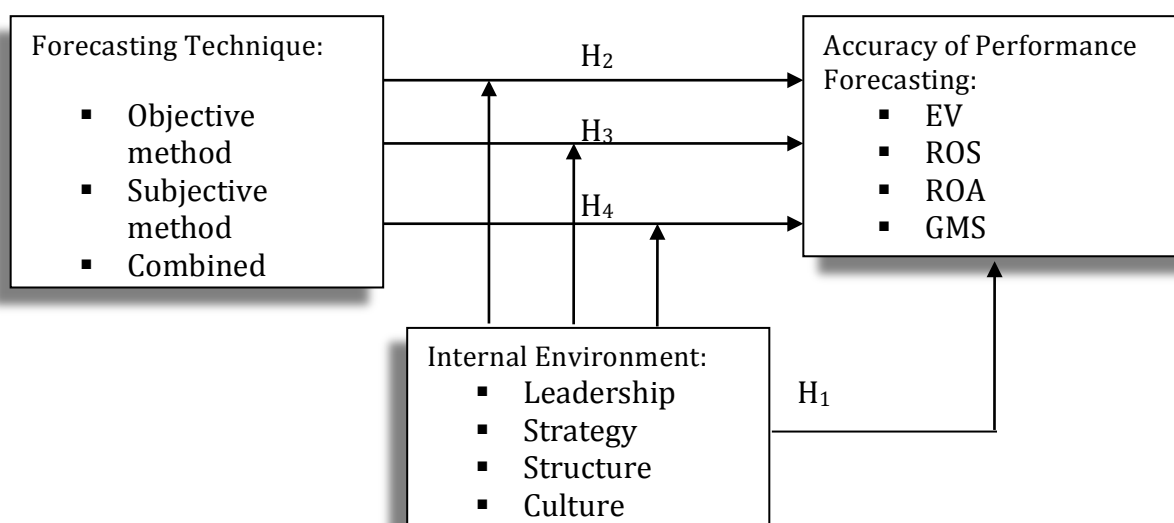 Forecasting Technique:
▪ Objective
method
▪ Subjective
method
▪ Combined
H₂
H₃
H₄
Accuracy of Performance
Forecasting:
▪ EV
▪ ROS
▪ ROA
▪ GMS
Internal Environment:
▪ Leadership
▪ Strategy
▪ Structure
▪ Culture
H₁